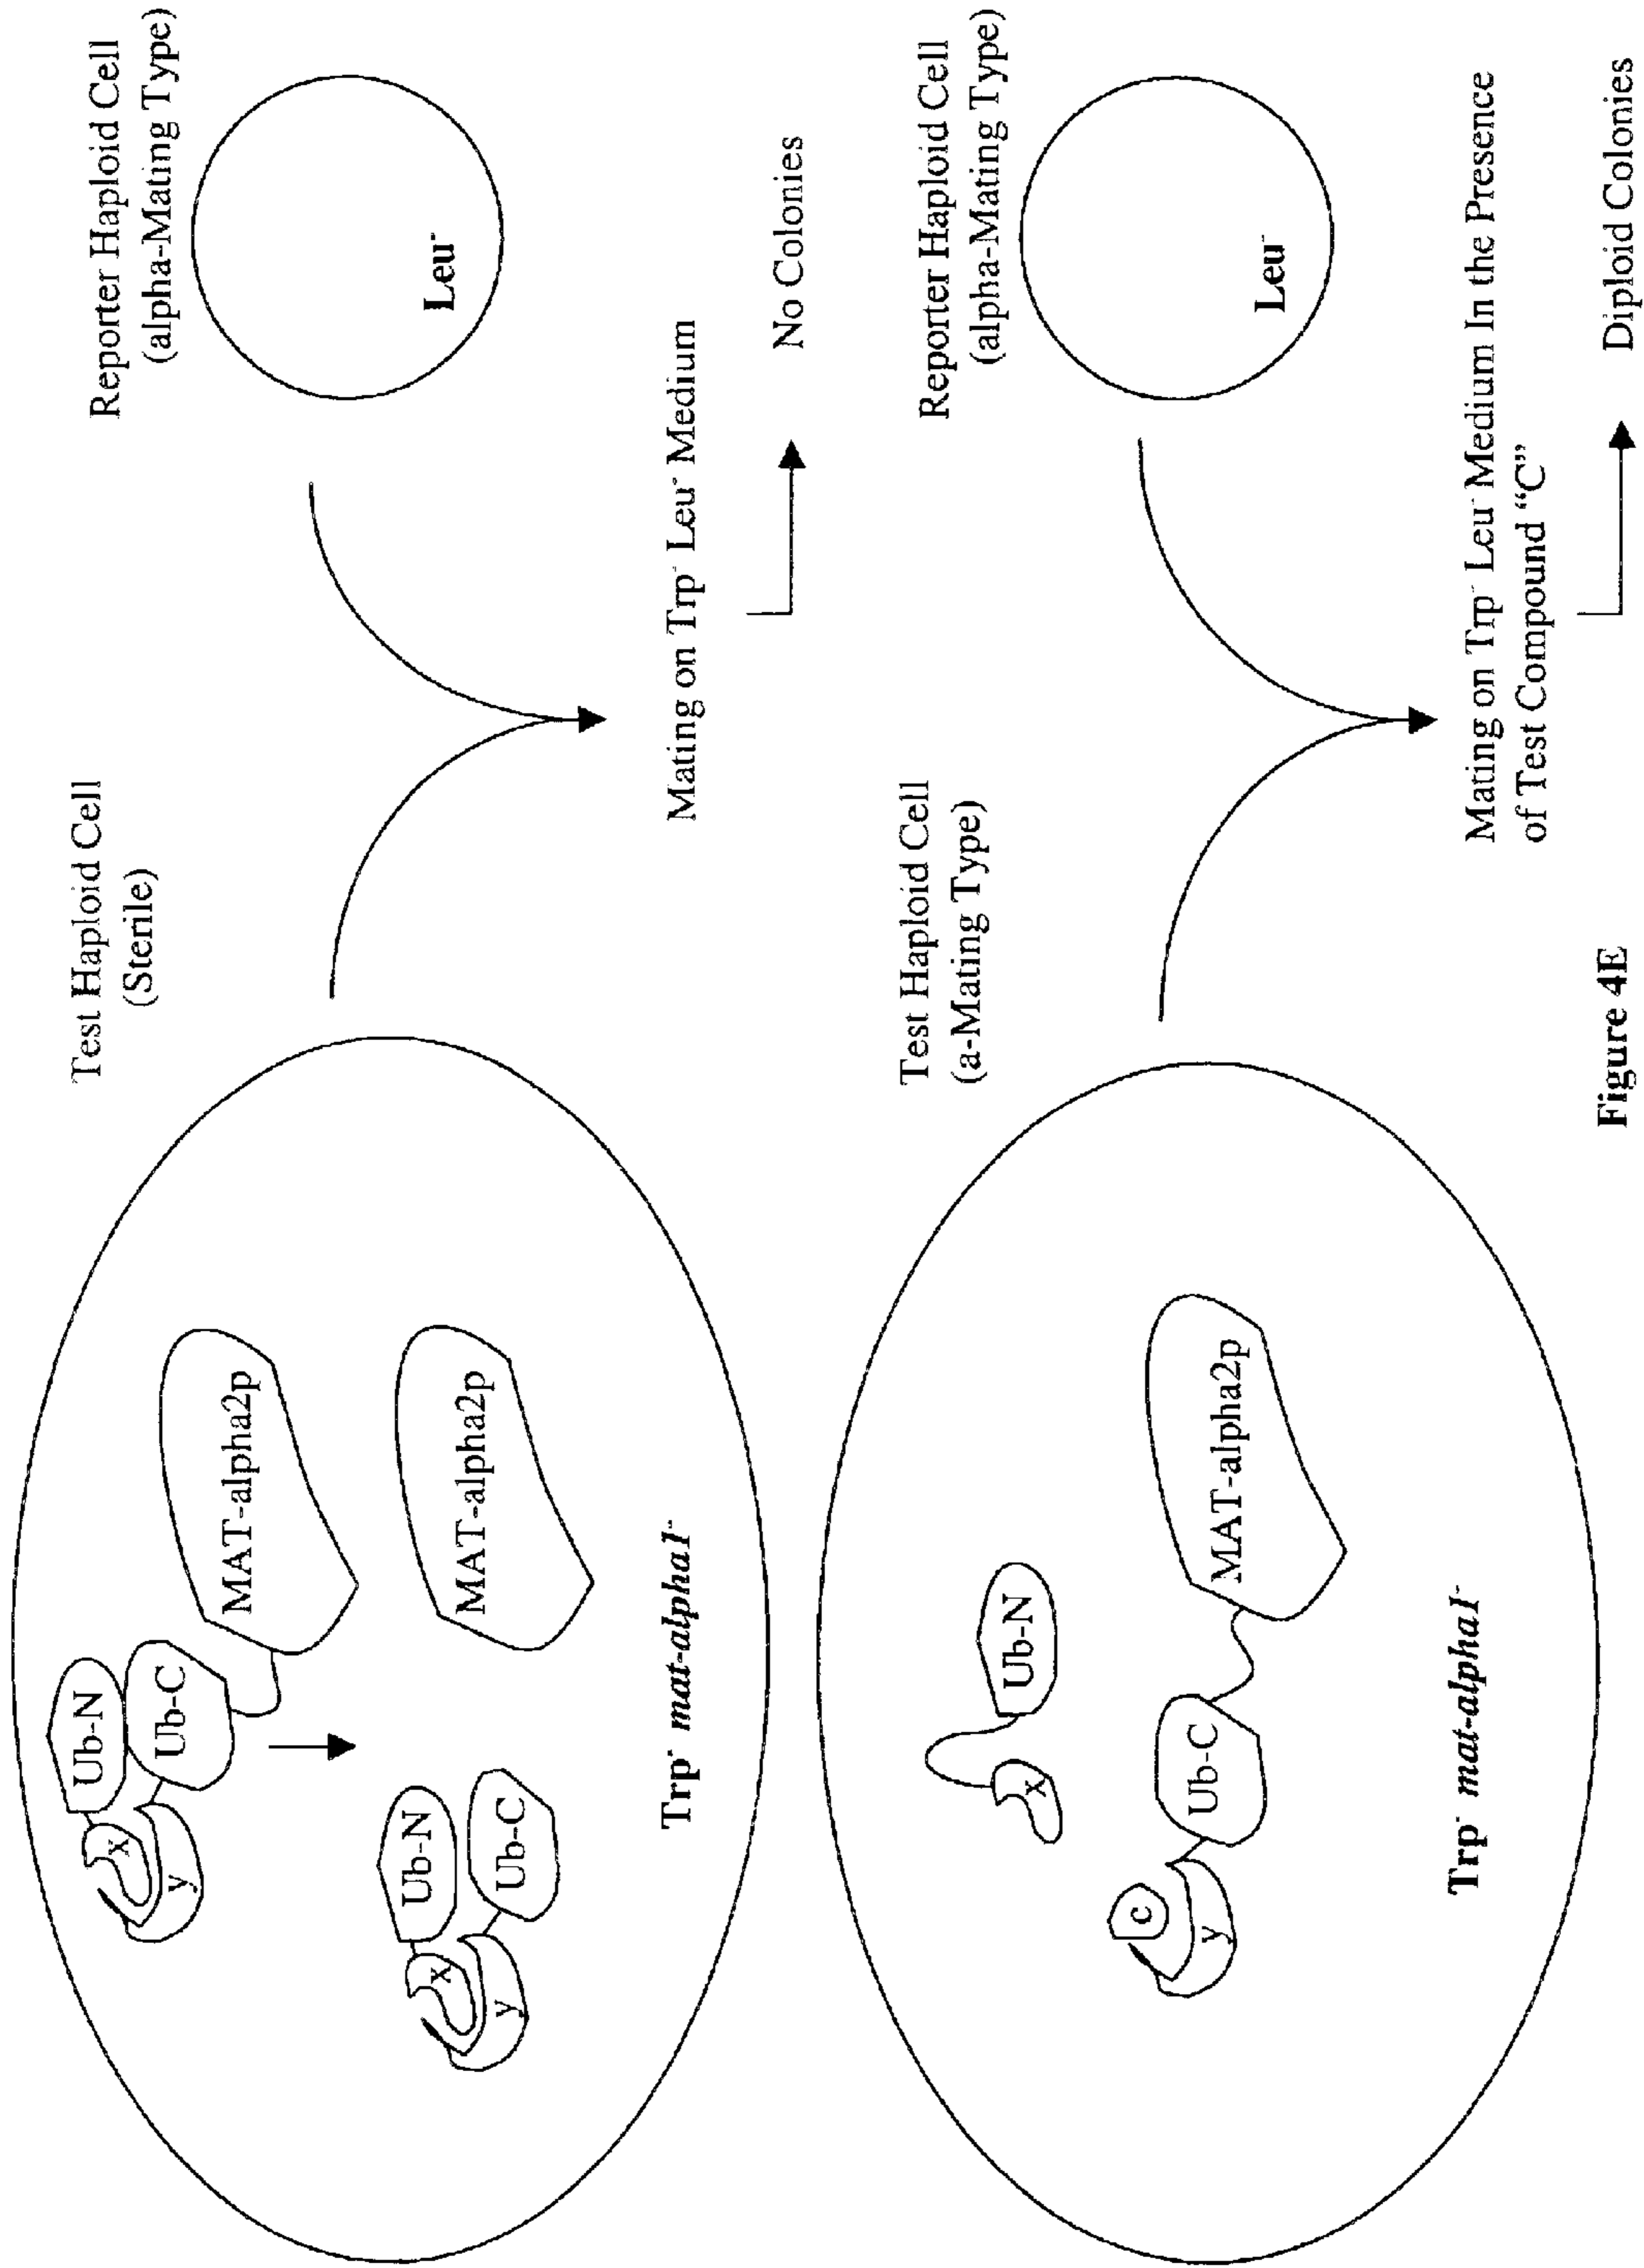 Test Haploid Cell
(Sterile)
Reporter Haploid Cell
(alpha-Mating Type)
Ub-N
Ub-C
x
y
MAT-alpha2p
Ub-N
Ub-C
x
y
MAT-alpha2p
Trp⁻ mat-alpha1⁻
Leu⁻
Mating on Trp⁻ Leu⁻ Medium
No Colonies
Test Haploid Cell
(a-Mating Type)
Reporter Haploid Cell
(alpha-Mating Type)
Ub-N
x
c
y
Ub-C
MAT-alpha2p
Trp⁻ mat-alpha1⁻
Leu⁻
Mating on Trp⁻ Leu⁻ Medium In the Presence
of Test Compound “C”
Diploid Colonies
Figure 4E